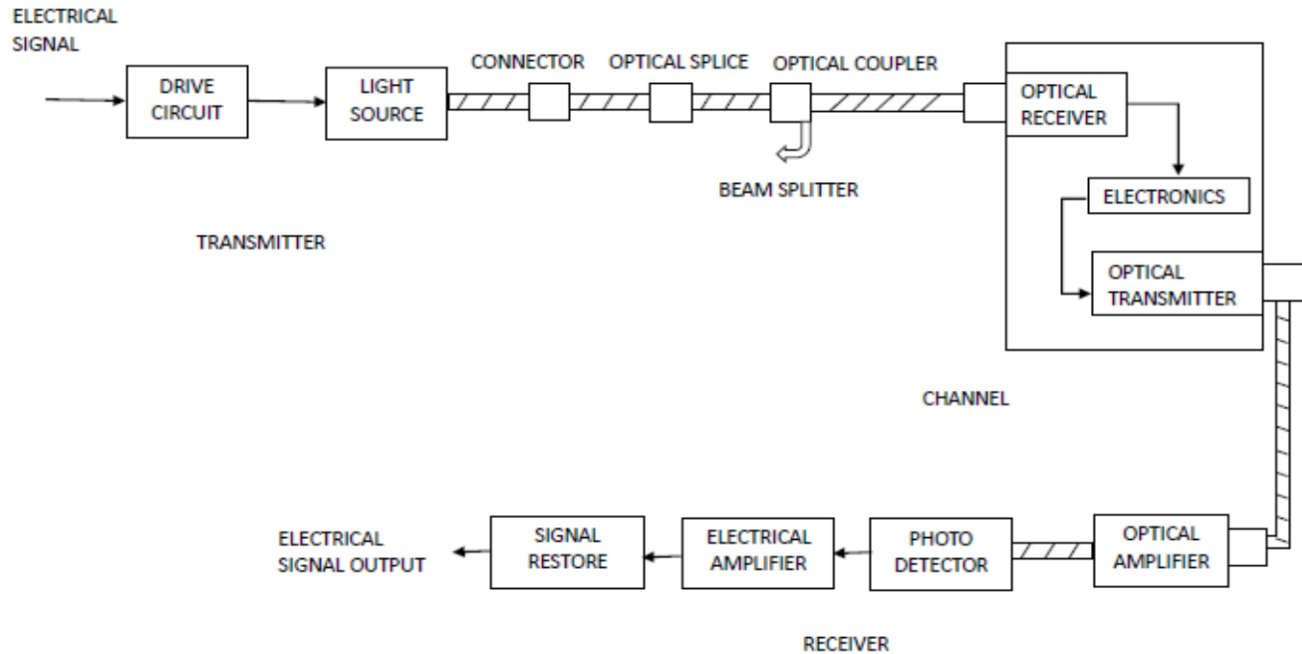 ELECTRICAL
SIGNAL
DRIVE
CIRCUIT
LIGHT
SOURCE
CONNECTOR
OPTICAL SPLICE
OPTICAL COUPLER
BEAM SPLITTER
OPTICAL
RECEIVER
ELECTRONICS
OPTICAL
TRANSMITTER
TRANSMITTER
CHANNEL
ELECTRICAL
SIGNAL OUTPUT
SIGNAL
RESTORE
ELECTRICAL
AMPLIFIER
PHOTO
DETECTOR
OPTICAL
AMPLIFIER
RECEIVER